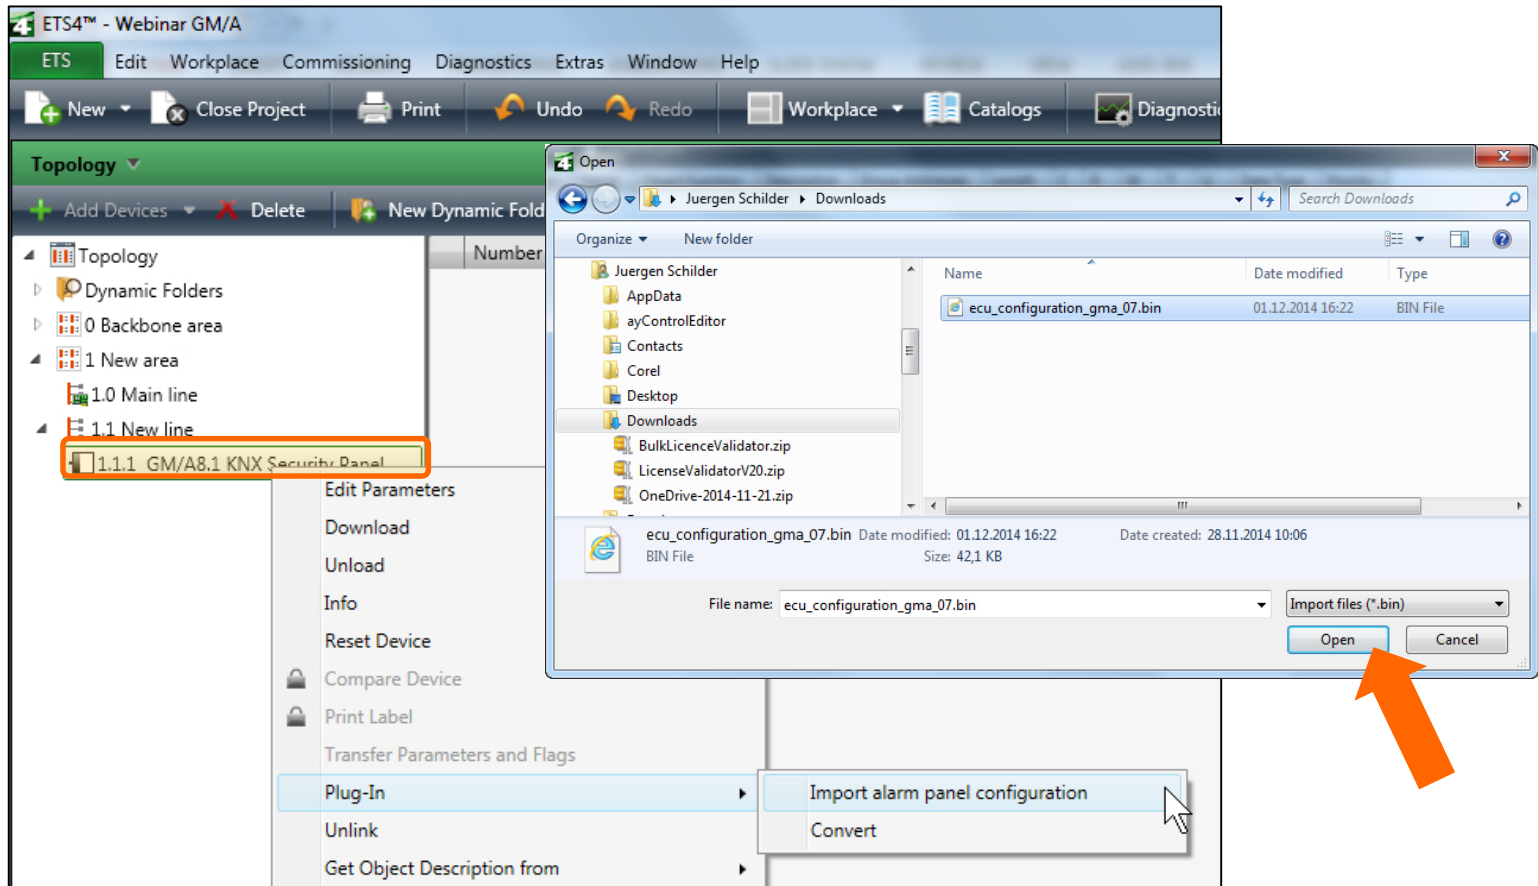 ETS4™ - Webinar GM/A
ETS Edit Workplace Commissioning Diagnostics Extras Window Help
New Close Project Print Undo Redo Workplace Catalogs Diagnostic
Topology
Add Devices Delete New Dynamic Fold
Topology
Number
Dynamic Folders
0 Backbone area
1 New area
1.0 Main line
1.1 New line
1.1.1 GM/A8.1 KNX Security Panel
Edit Parameters
Download
Unload
Info
Reset Device
Compare Device
Print Label
Transfer Parameters and Flags
Plug-In
Unlink
Get Object Description from
Import alarm panel configuration
Convert
Open
Juergen Schilder Downloads
Search Downloads
Organize New folder
Juergen Schilder
AppData
ayControlEditor
Contacts
Corel
Desktop
Downloads
BulkLicenceValidator.zip
LicenseValidatorV20.zip
OneDrive-2014-11-21.zip
Name Date modified Type
ecu_configuration_gma_07.bin 01.12.2014 16:22 BIN File
ecu_configuration_gma_07.bin Date modified: 01.12.2014 16:22 Date created: 28.11.2014 10:06
BIN File Size: 42,1 KB
File name: ecu_configuration_gma_07.bin Import files (*.bin)
Open Cancel